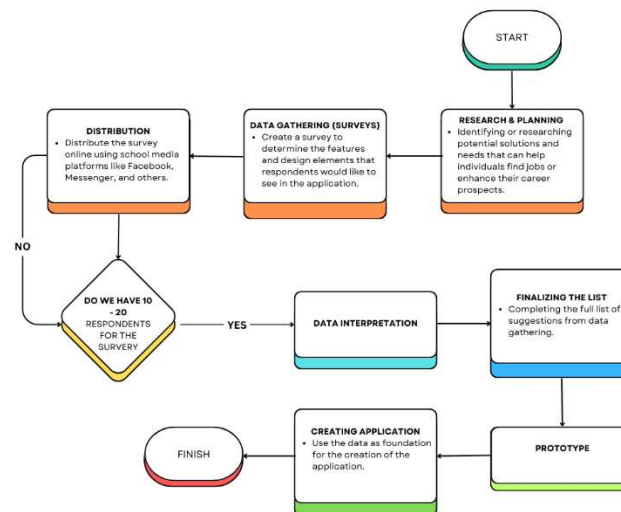 START
RESEARCH & PLANNING
• Identifying or researching
potential solutions and
needs that can help
individuals find jobs or
enhance their career
prospects.
DATA GATHERING (SURVEYS)
• Create a survey to
determine the features
and design elements that
respondents would like to
see in the application.
DISTRIBUTION
• Distribute the survey
online using school media
platforms like Facebook,
Messenger, and others.
NO
DO WE HAVE 10
- 20
RESPONDENTS
FOR THE
SURVERY
YES
DATA INTERPRETATION
FINALIZING THE LIST
• Completing the full list of
suggestions from data
gathering.
PROTOTYPE
CREATING APPLICATION
• Use the data as foundation
for the creation of the
application.
FINISH